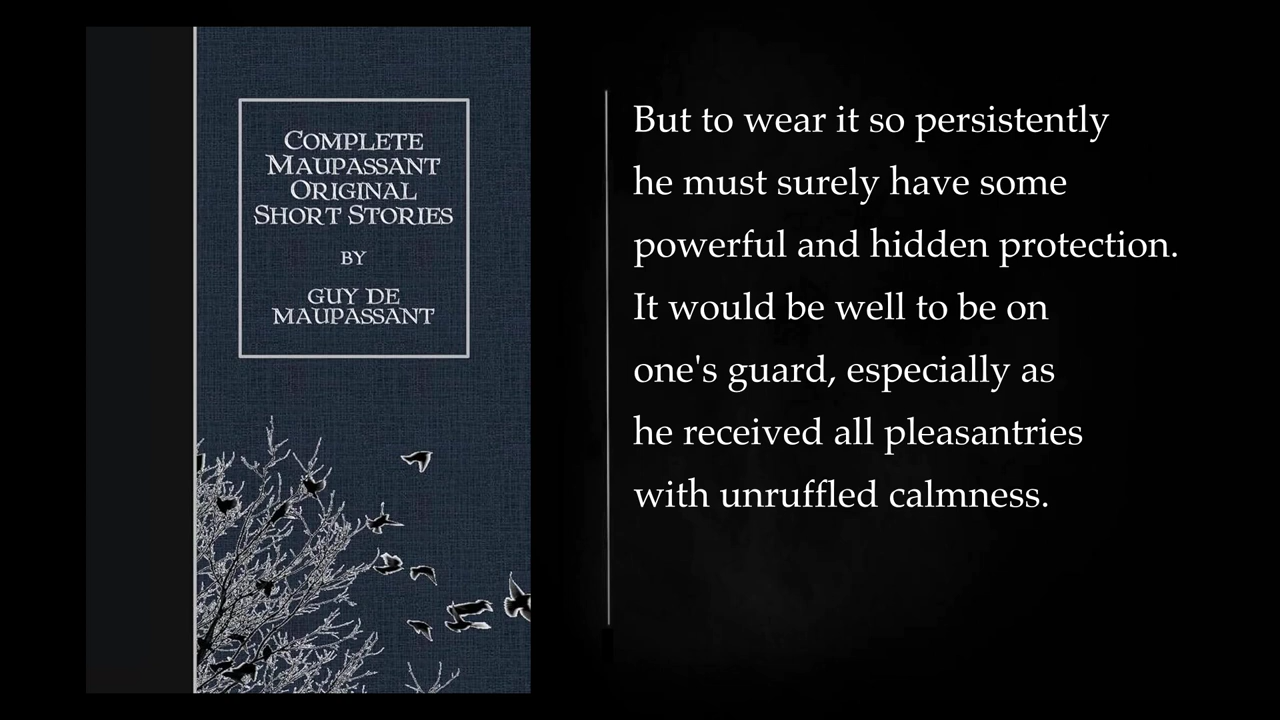 COMPLETE
MAUPASSANT
ORIGINAL
SHORT STORIES
BY
GUY DE
MAUPASSANT
But to wear it so persistently
he must surely have some
powerful and hidden protection.
It would be well to be on
one's guard, especially as
he received all pleasantries
with unruffled calmness.